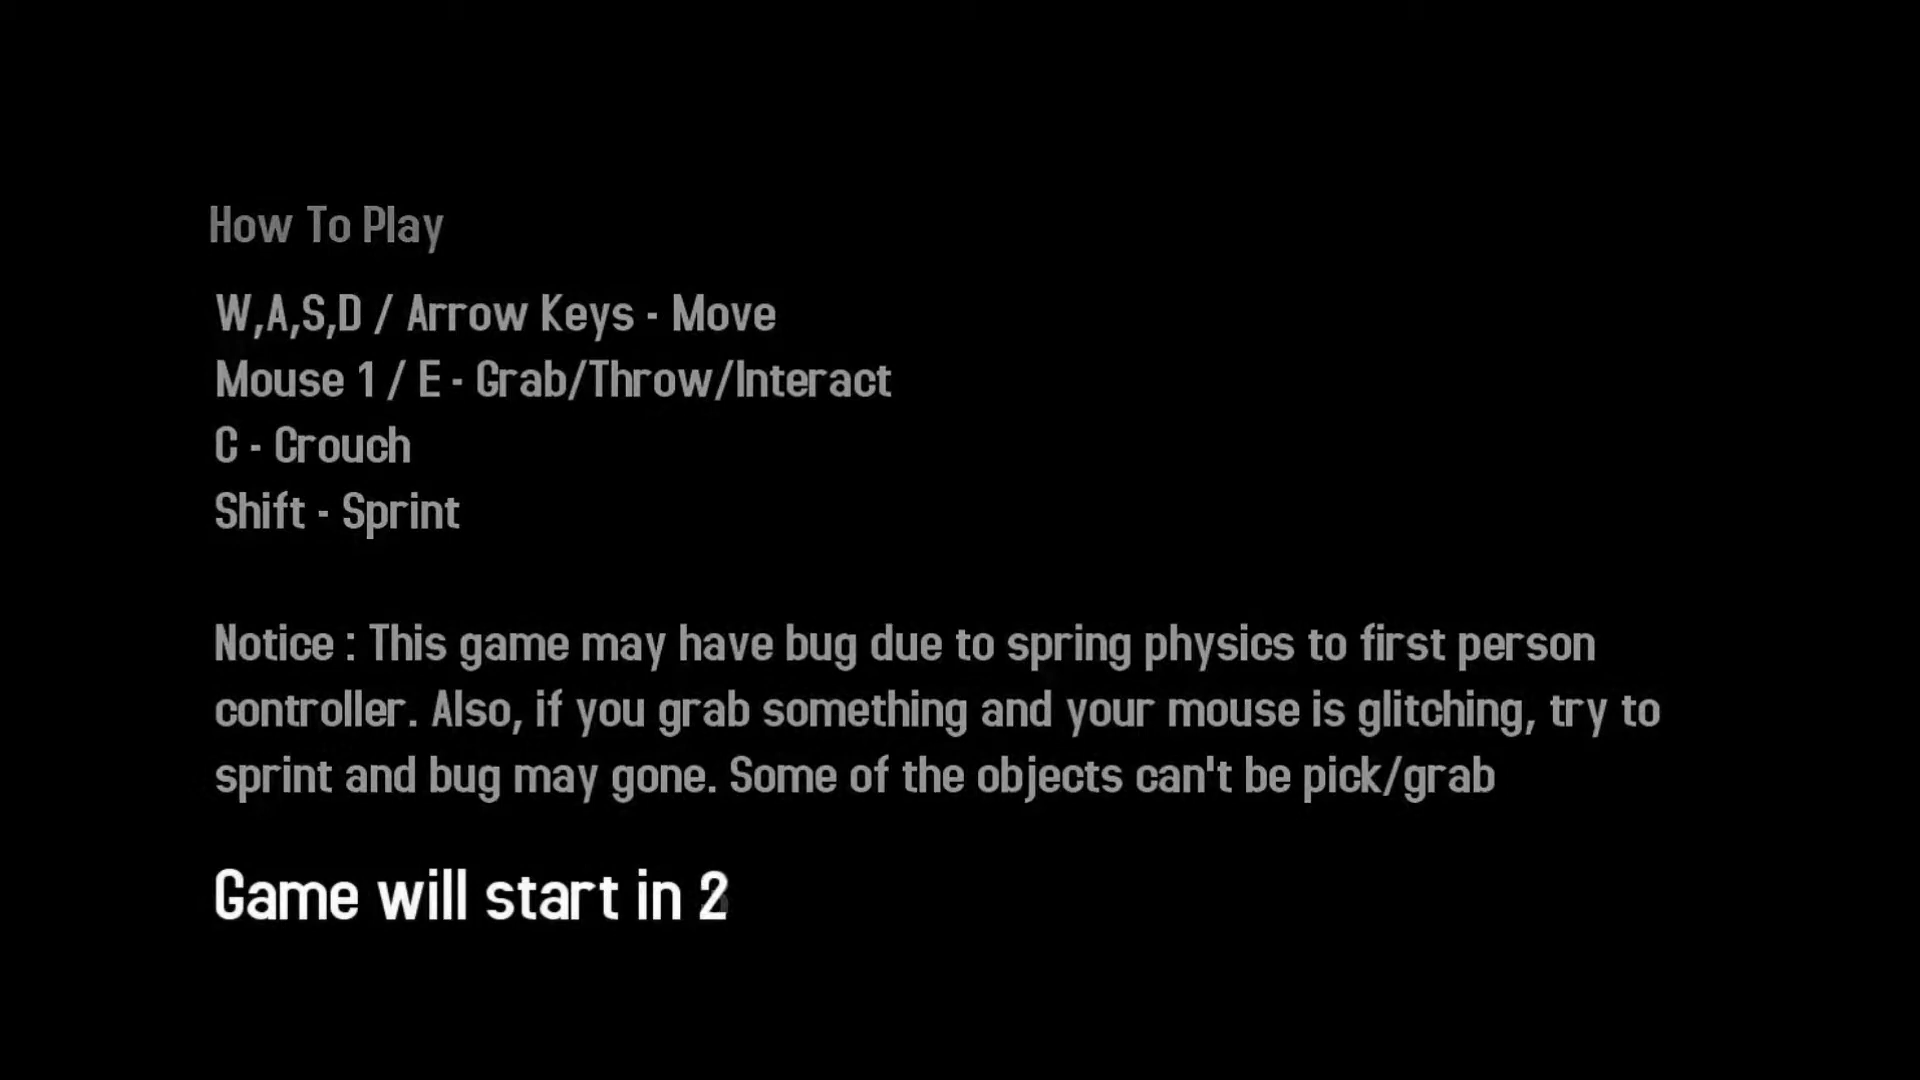 How To Play
W,A,S,D / Arrow Keys - Move
Mouse 1 / E - Grab/Throw/Interact
C - Crouch
Shift - Sprint
Notice : This game may have bug due to spring physics to first person
controller. Also, if you grab something and your mouse is glitching, try to
sprint and bug may gone. Some of the objects can't be pick/grab
Game will start in 2